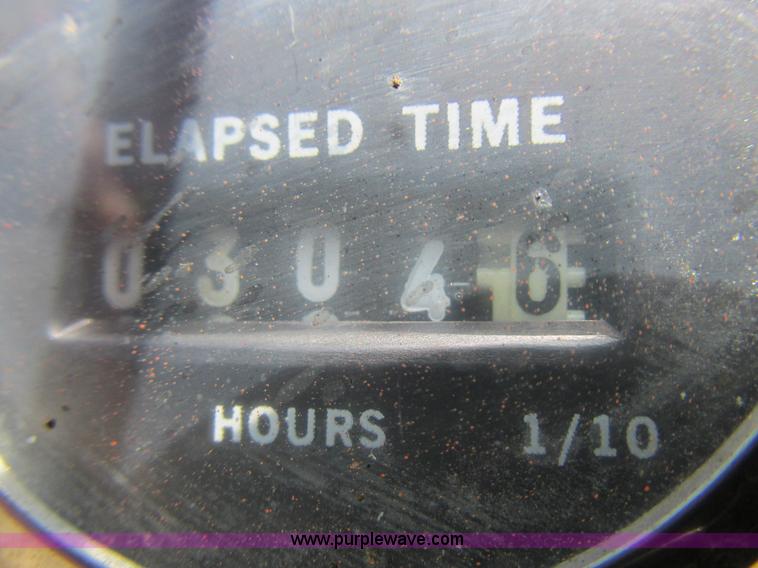 ELAPSED TIME
03046
HOURS 1/10
www.purplewave.com